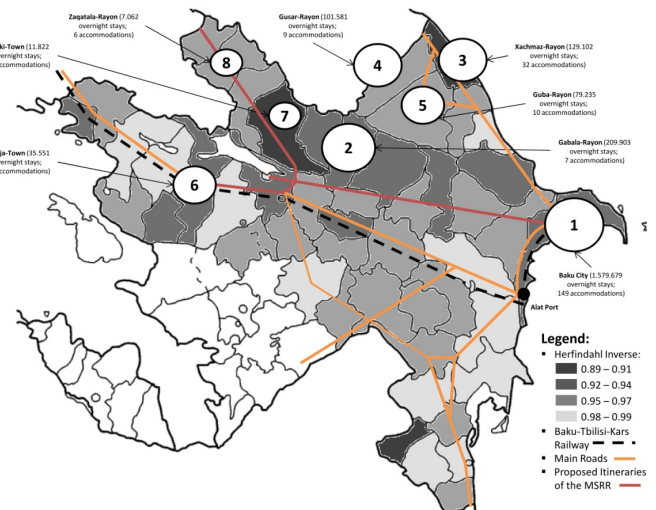 Zaqatala-Rayon (7.062
overnight stays;
6 accommodations)
Gusar-Rayon (101.581
overnight stays;
9 accommodations)
ki-Town (11.822
overnight stays;
accommodations)
Xachmaz-Rayon (129.102
overnight stays;
32 accommodations)
Guba-Rayon (79.235
overnight stays;
10 accommodations)
Gabala-Rayon (209.903
overnight stays;
7 accommodations)
ja-Town (35.551
overnight stays;
accommodations)
8
4
3
7
5
2
6
1
Baku City (1.579.679
overnight stays;
149 accommodations)
Alat Port
Legend:
Herfindahl Inverse:
0.89 – 0.91
0.92 – 0.94
0.95 – 0.97
0.98 – 0.99
Baku-Tbilisi-Kars
Railway
Main Roads
Proposed Itineraries
of the MSRR